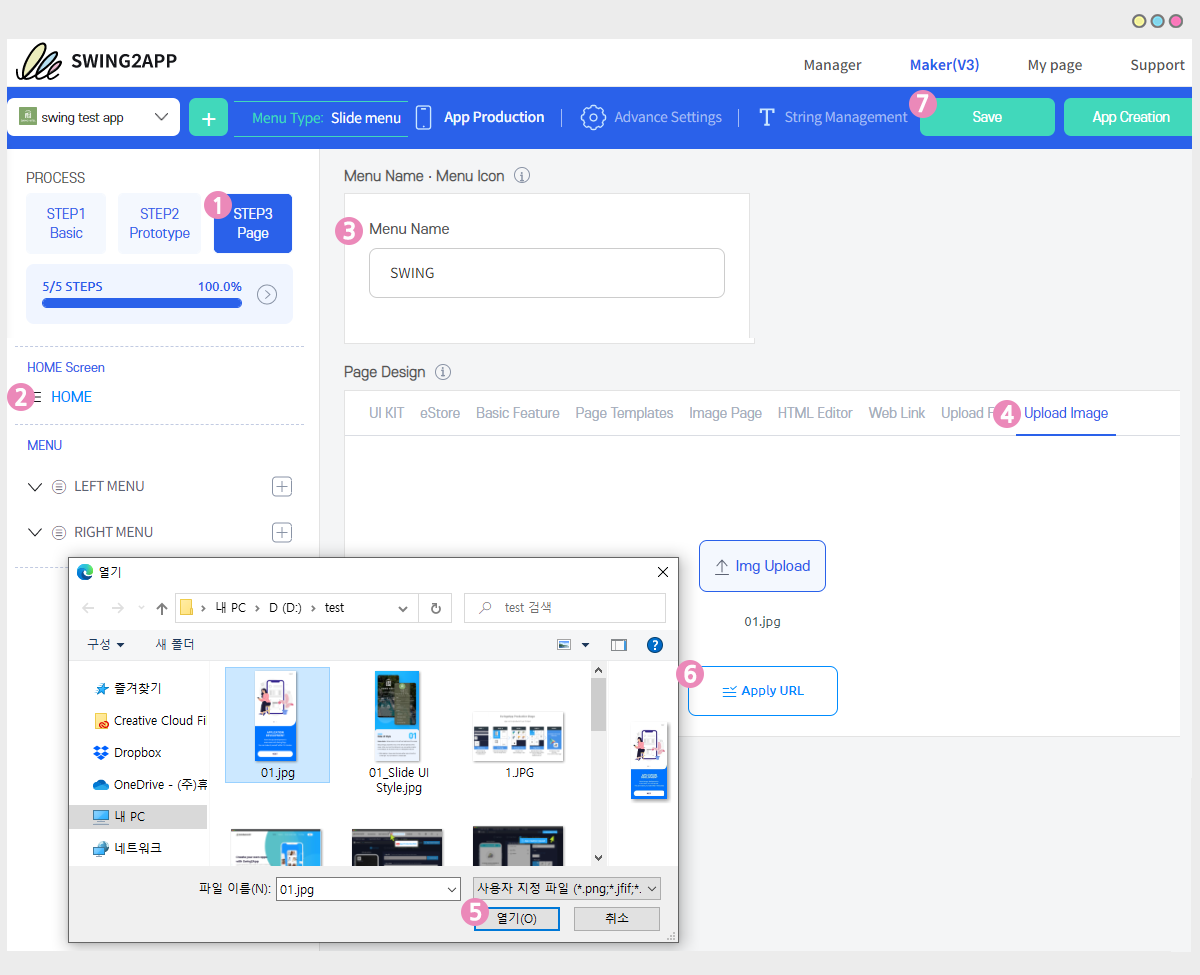 SWING2APP
Manager
Maker(V3)
My page
Support
swing test app
+
Menu Type: Slide menu
App Production
Advance Settings
String Management
7
Save
App Creation
PROCESS
STEP1
Basic
STEP2
Prototype
1
STEP3
Page
5/5 STEPS
100.0%
HOME Screen
2
HOME
MENU
LEFT MENU
RIGHT MENU
Menu Name · Menu Icon
3
Menu Name
SWING
Page Design
UI KIT
eStore
Basic Feature
Page Templates
Image Page
HTML Editor
Web Link
Upload
4
Upload Image
Img Upload
01.jpg
6
Apply URL
열기
내 PC
D (D:)
test
test 검색
구성
새 폴더
즐겨찾기
Creative Cloud Fi
Dropbox
OneDrive - (주)휴
내 PC
네트워크
01.jpg
01_Slide UI
Style.jpg
1.JPG
파일 이름(N):
01.jpg
사용자 지정 파일 (*.png;*.jfif;*.
5
열기(O)
취소